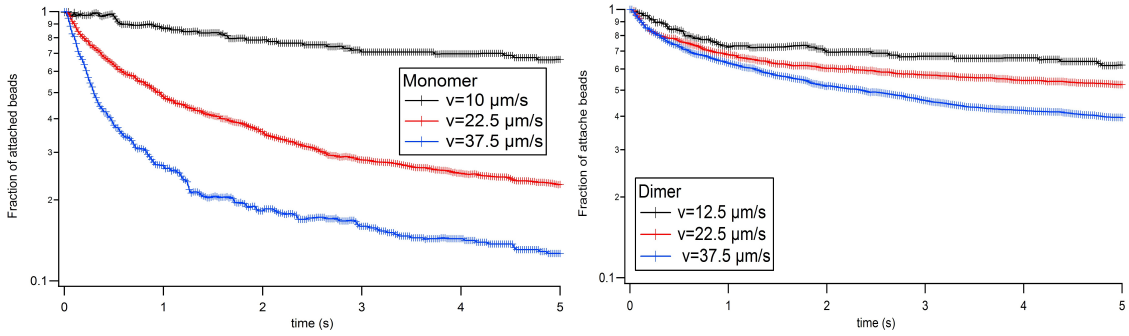 1
9
8
7
6
5
4
3
2
0.1
Fraction of attached beads
Monomer
v=10 µm/s
v=22.5 µm/s
v=37.5 µm/s
0 1 2 3 4 5
time (s)
1
9
8
7
6
5
4
3
2
0.1
Fraction of attache beads
Dimer
v=12.5 µm/s
v=22.5 µm/s
v=37.5 µm/s
0 1 2 3 4 5
time (s)